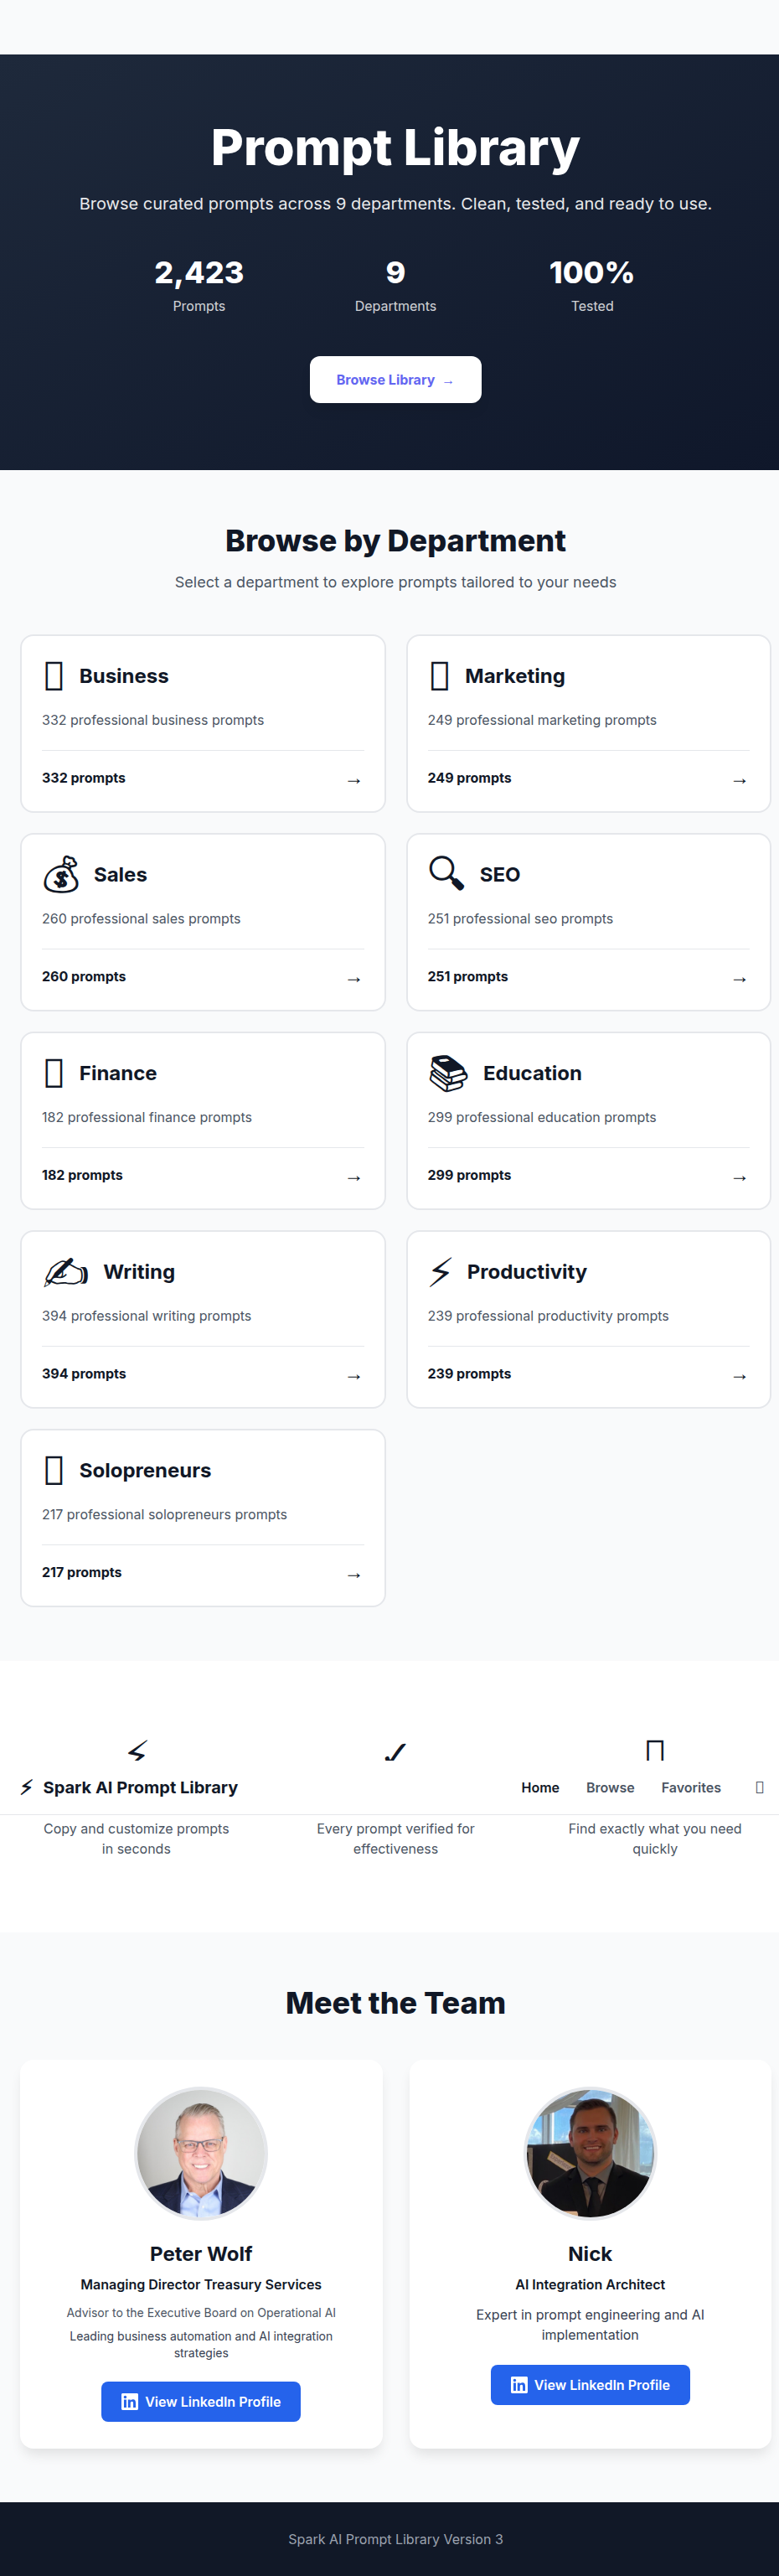 Prompt Library
Browse curated prompts across 9 departments. Clean, tested, and ready to use.
2,423
Prompts
9
Departments
100%
Tested
Browse Library →
Browse by Department
Select a department to explore prompts tailored to your needs
Business
332 professional business prompts
332 prompts →
Marketing
249 professional marketing prompts
249 prompts →
Sales
260 professional sales prompts
260 prompts →
SEO
251 professional seo prompts
251 prompts →
Finance
182 professional finance prompts
182 prompts →
Education
299 professional education prompts
299 prompts →
Writing
394 professional writing prompts
394 prompts →
Productivity
239 professional productivity prompts
239 prompts →
Solopreneurs
217 professional solopreneurs prompts
217 prompts →
Spark AI Prompt Library
Home
Browse
Favorites
Copy and customize prompts
in seconds
Every prompt verified for
effectiveness
Find exactly what you need
quickly
Meet the Team
Peter Wolf
Managing Director Treasury Services
Advisor to the Executive Board on Operational AI
Leading business automation and AI integration
strategies
View LinkedIn Profile
Nick
AI Integration Architect
Expert in prompt engineering and AI
implementation
View LinkedIn Profile
Spark AI Prompt Library Version 3